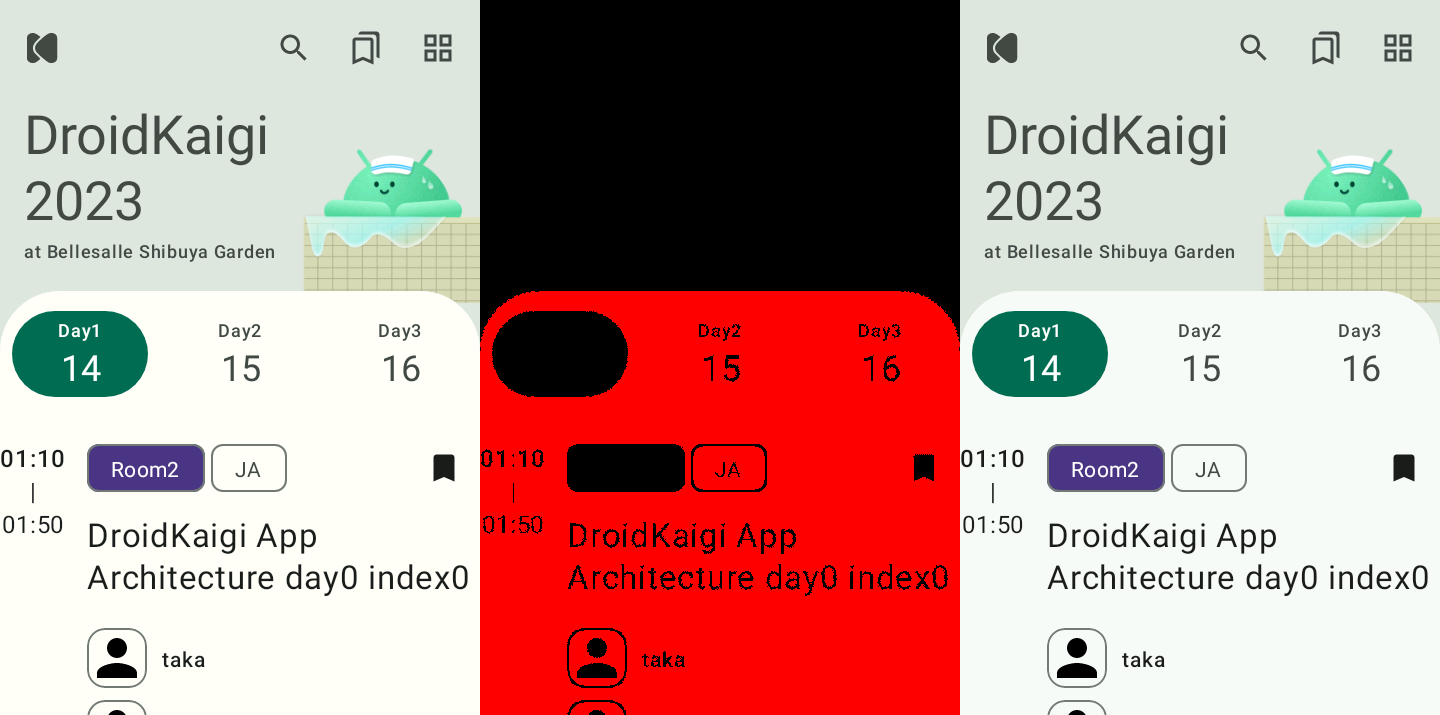 DroidKaigi
2023
at Bellesalle Shibuya Garden
Day1 Day2 Day3
14 15 16
01:10 Room2 JA
01:50
DroidKaigi App
Architecture day0 index0
taka
Day2 Day3
15 16
01:10 JA
01:50
DroidKaigi App
Architecture day0 index0
taka
DroidKaigi
2023
at Bellesalle Shibuya Garden
Day1 Day2 Day3
14 15 16
01:10 Room2 JA
01:50
DroidKaigi App
Architecture day0 index0
taka